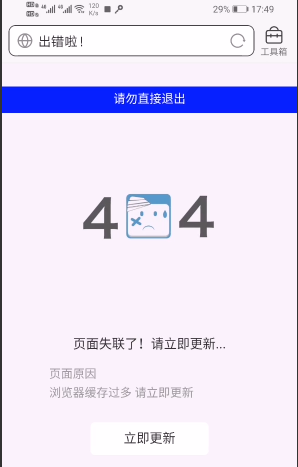 120
K/s
29% 17:49
出错啦!
工具箱
请勿直接退出
4 4
页面失联了! 请立即更新...
页面原因
浏览器缓存过多 请立即更新
立即更新